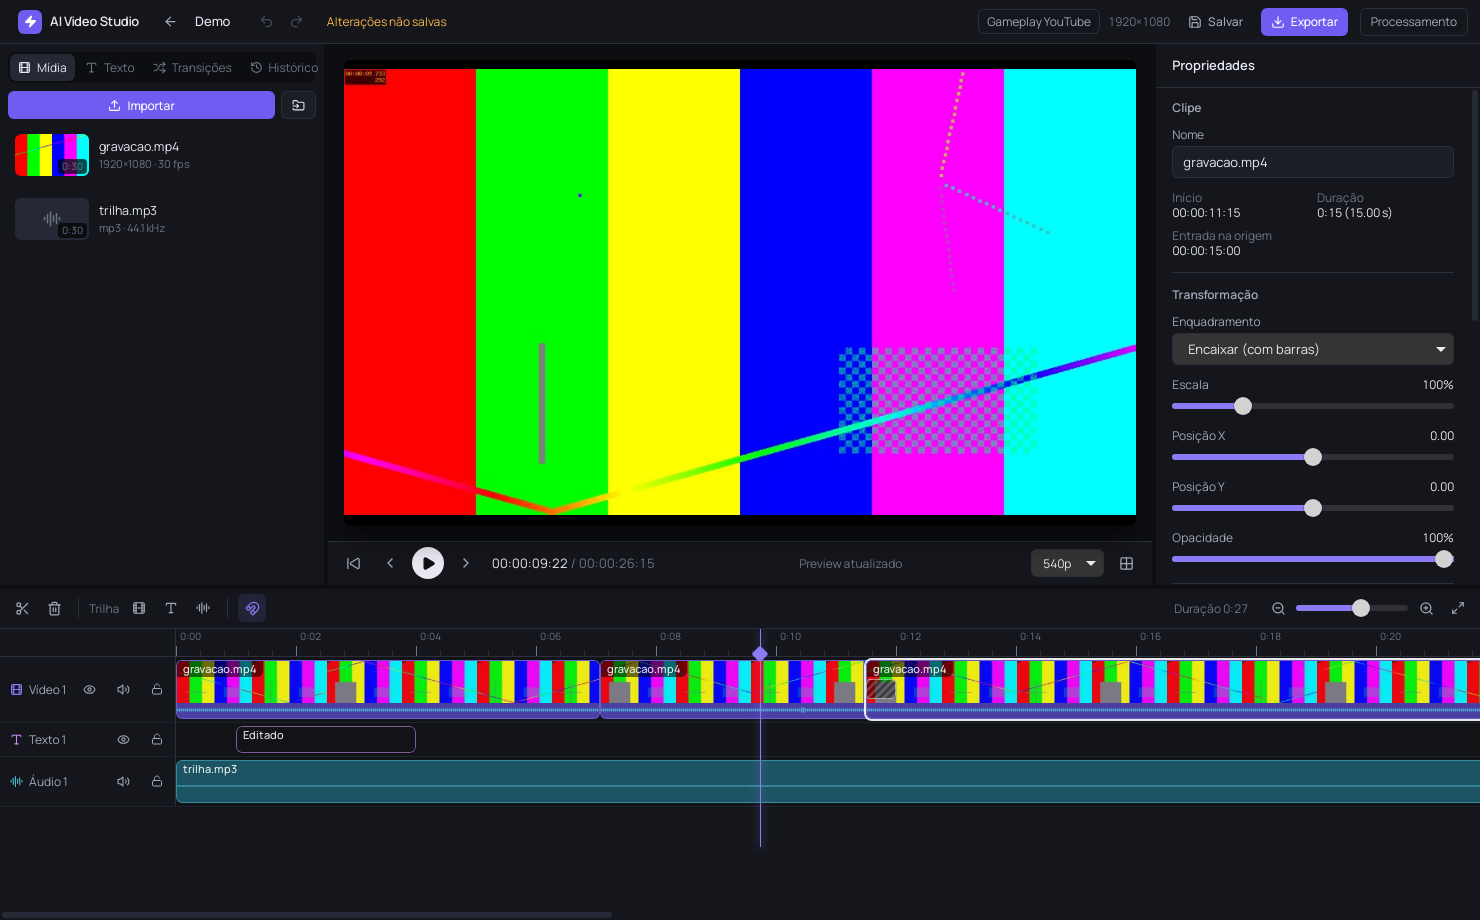 AI Video Studio
Demo
Alterações não salvas
Gameplay YouTube
1920×1080
Salvar
Exportar
Processamento
Mídia
Texto
Transições
Histórico
Importar
gravacao.mp4
1920×1080 · 30 fps
0:30
trilha.mp3
mp3 · 44.1 kHz
0:30
00:00:09.733
292
00:00:09:22 / 00:00:26:15
Preview atualizado
540p
Propriedades
Clipe
Nome
gravacao.mp4
Início
Duração
00:00:11:15
0:15 (15.00 s)
Entrada na origem
00:00:15:00
Transformação
Enquadramento
Encaixar (com barras)
Escala
100%
Posição X
0.00
Posição Y
0.00
Opacidade
100%
Trilha
Duração 0:27
0:00
0:02
0:04
0:06
0:08
0:10
0:12
0:14
0:16
0:18
0:20
Vídeo 1
gravacao.mp4
gravacao.mp4
gravacao.mp4
Texto 1
Editado
Áudio 1
trilha.mp3